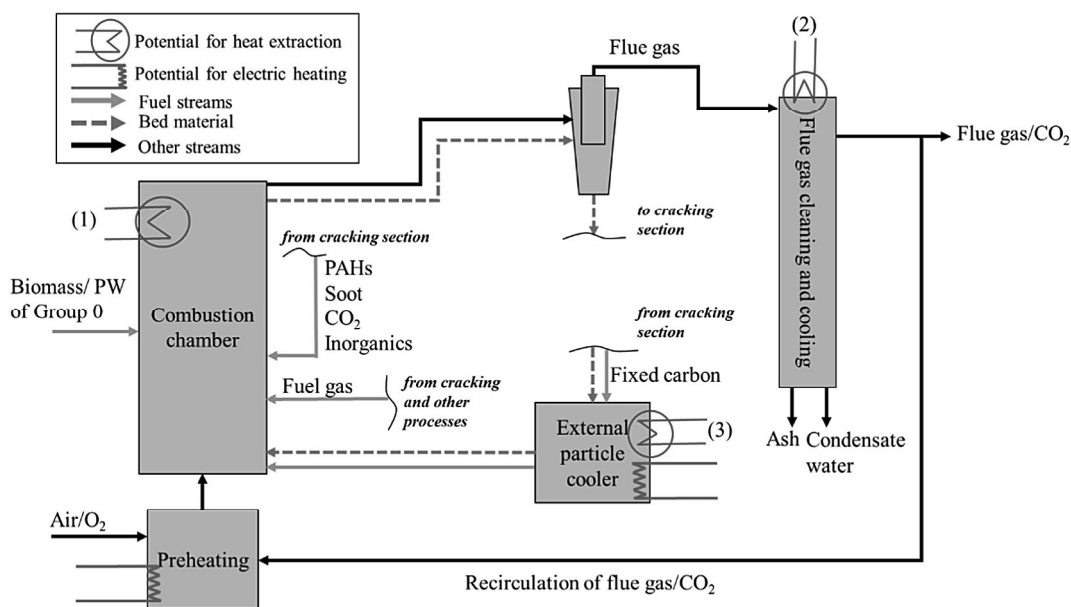 Potential for heat extraction
Potential for electric heating
Fuel streams
Bed material
Other streams
Flue gas
(2)
Flue gas cleaning and cooling
Flue gas/CO₂
(1)
to cracking
section
from cracking section
PAHs
Soot
CO₂
Inorganics
Biomass/ PW
of Group 0
Combustion
chamber
from cracking
section
Fixed carbon
Fuel gas
from cracking
and other
processes
External
particle
cooler
(3)
Ash Condensate
water
Air/O₂
Preheating
Recirculation of flue gas/CO₂